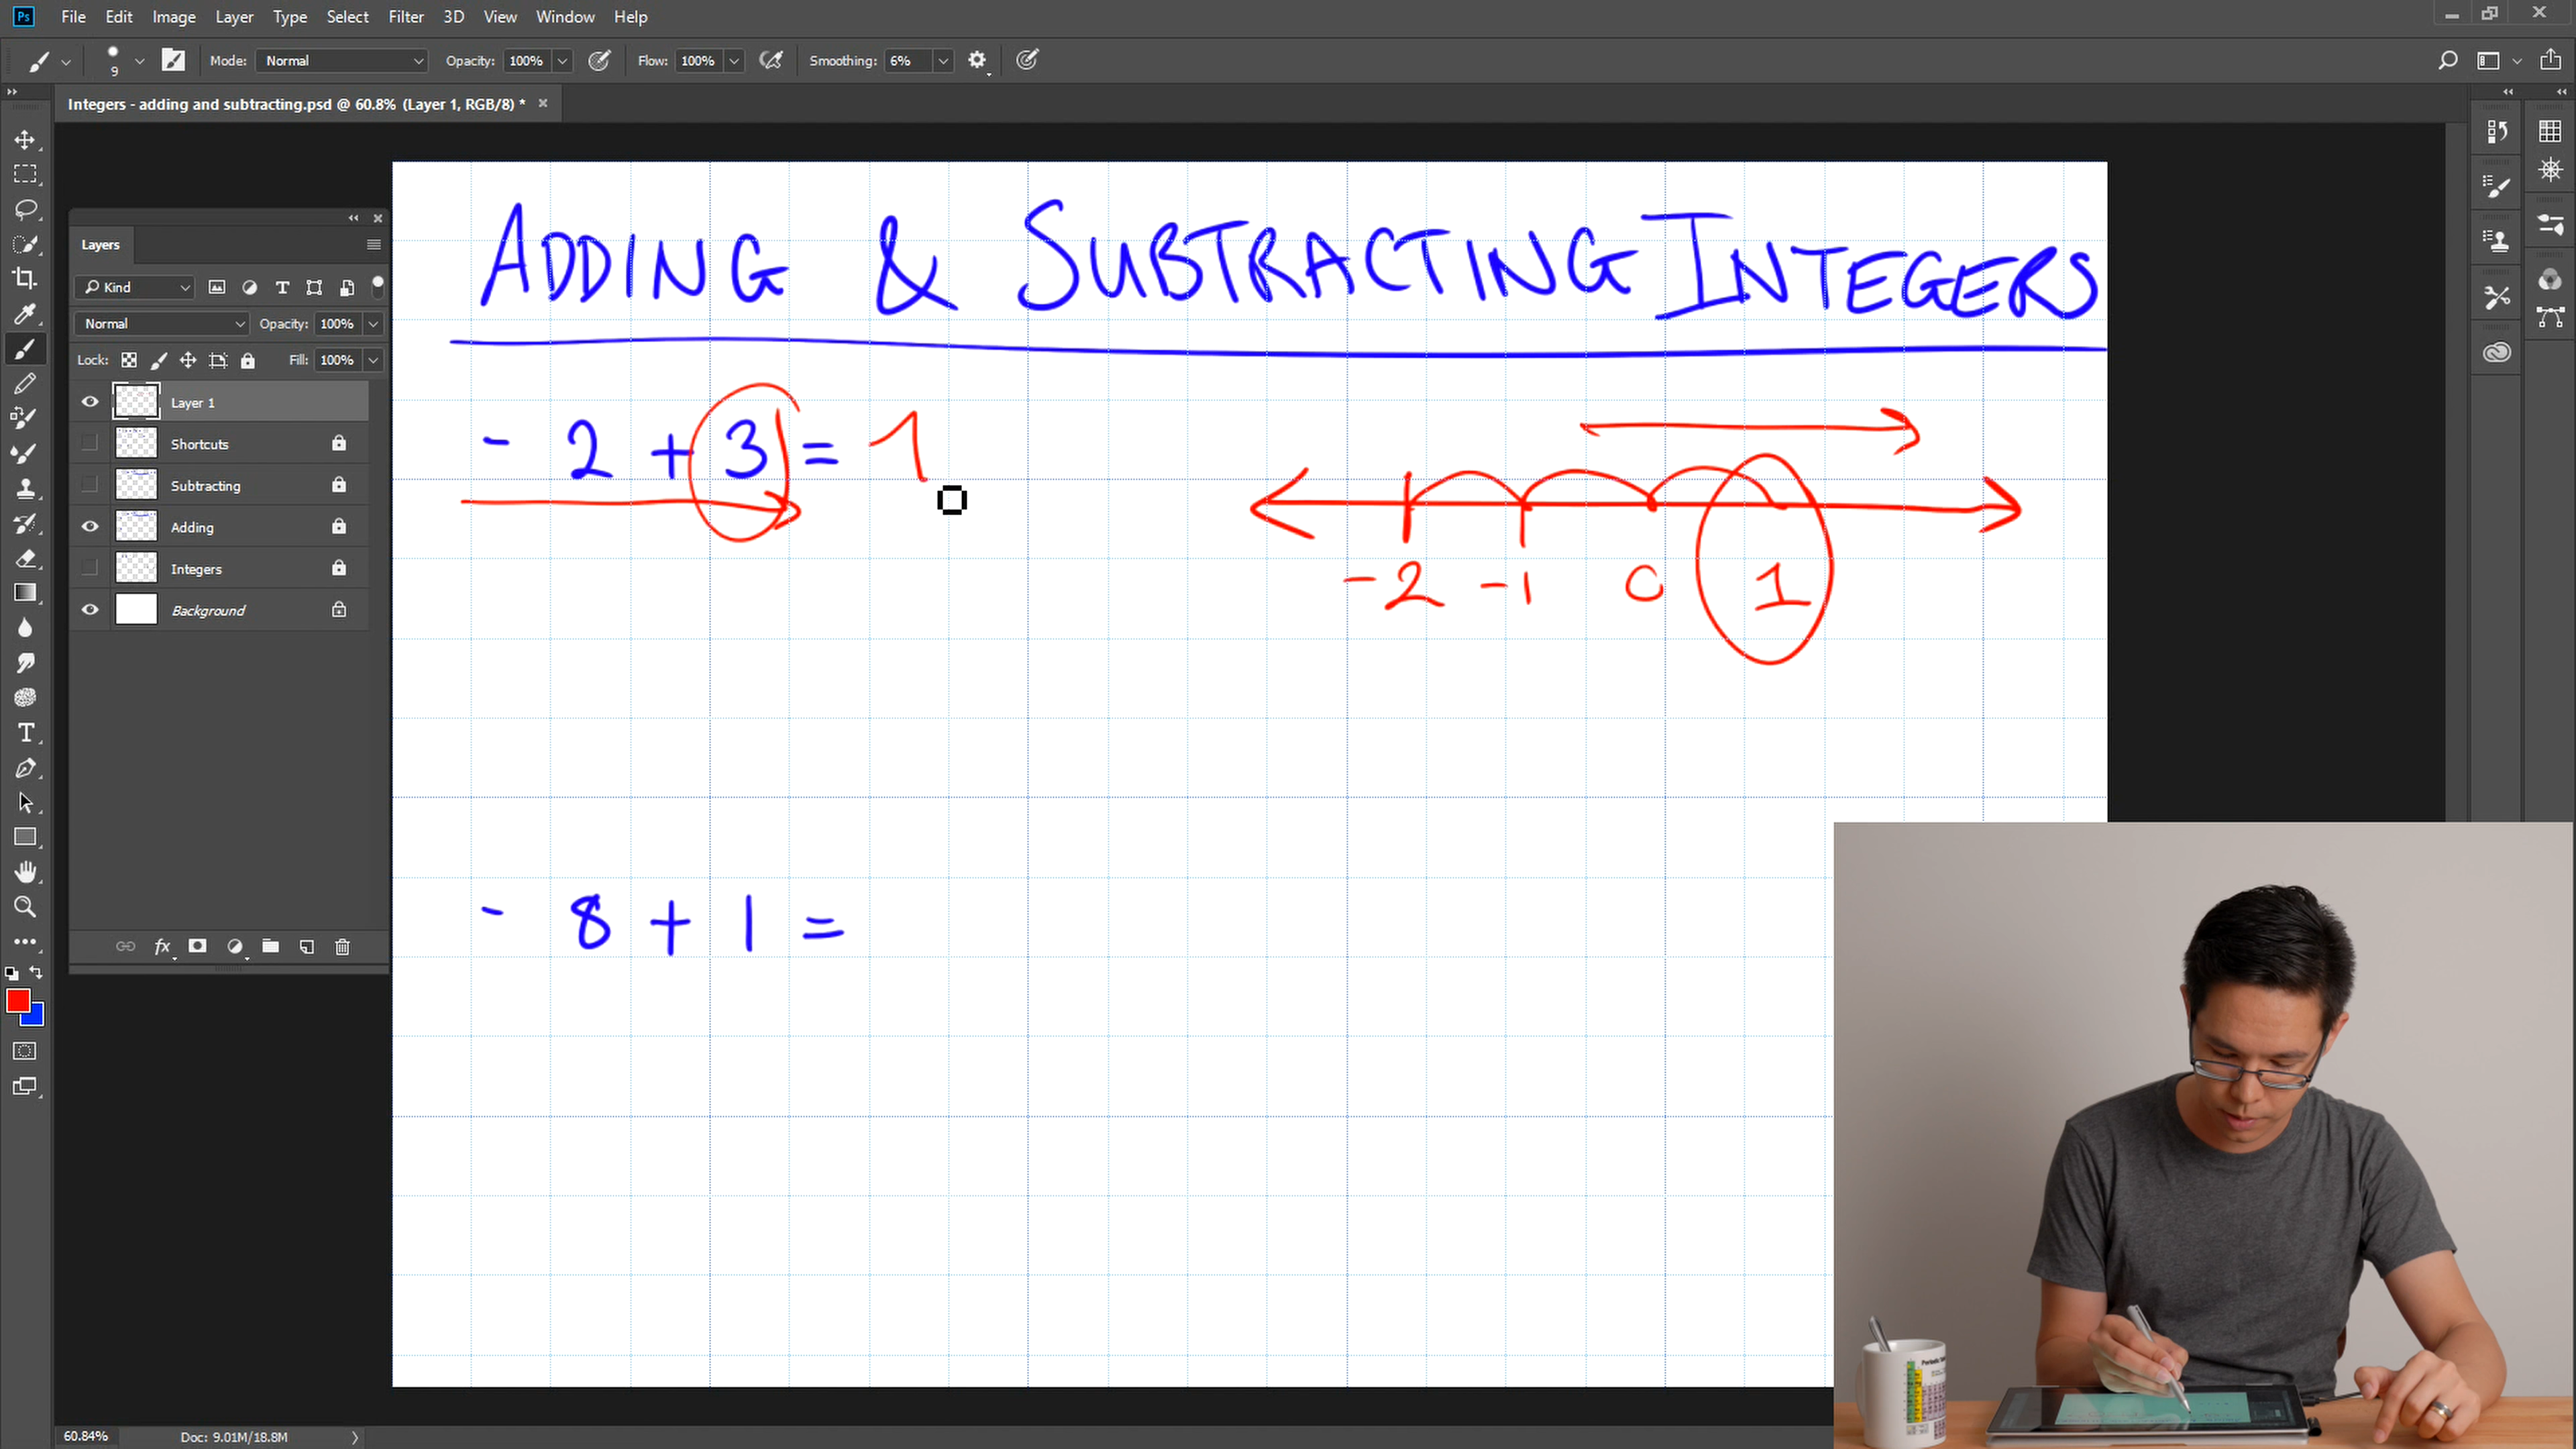 Ps File Edit Image Layer Type Select Filter 3D View Window Help
9 Mode: Normal Opacity: 100% Flow: 100% Smoothing: 6%
Integers - adding and subtracting.psd @ 60.8% (Layer 1, RGB/8) *
Layers
Kind
Normal Opacity: 100%
Lock: Fill: 100%
Layer 1
Shortcuts
Subtracting
Adding
Integers
Background
fx
ADDING & SUBTRACTING INTEGERS
- 2 + 3 = 1
-2 -1 0 1
- 8 + 1 =
60.84% Doc: 9.01M/18.8M